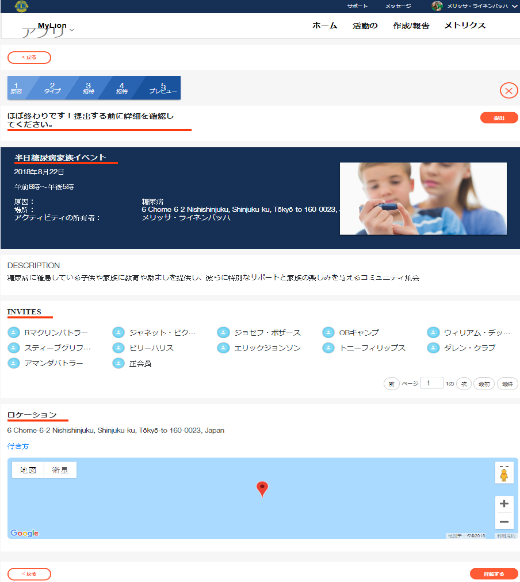 サポート メッセージ メリッサ・ライネンバッハ
MyLion
アプリ
ホーム 活動の 作成/報告 メトリクス
< 戻る
1 2 3 4 5
タイプ 招待 招待 プレビュー
ほぼ終わりです！提出する前に詳細を確認し
てください。
半日糖尿病家族イベント
2018年8月22日
午前8時～午後5時
原因： 糖尿病
場所： 6 Chome-6-2 Nishishinjuku, Shinjuku-ku, Tōkyō-to 160-0023,
アクティビティの所有者： メリッサ・ライネンバッハ
DESCRIPTION
糖尿病に罹患している子供や家族に教育や励ましを提供し、彼らに特別なサポートと家族の楽しみを与えるコミュニティ集会
INVITES
Bマクリンバトラー ジャネット・ビク… ジョセフ・ボザース OBキャンプ ウィリアム・デッ…
スティーブグリフ… ビリーハリス エリックジョンソン トニーフィリップス ダレン・クラブ
アマンダバトラー 正会員
前 ページ 1 1の 次 最初 最終
ロケーション
6 Chome-6-2 Nishishinjuku, Shinjuku-ku, Tōkyō-to 160-0023, Japan
行き方
地図 衛星
Google
< 戻る